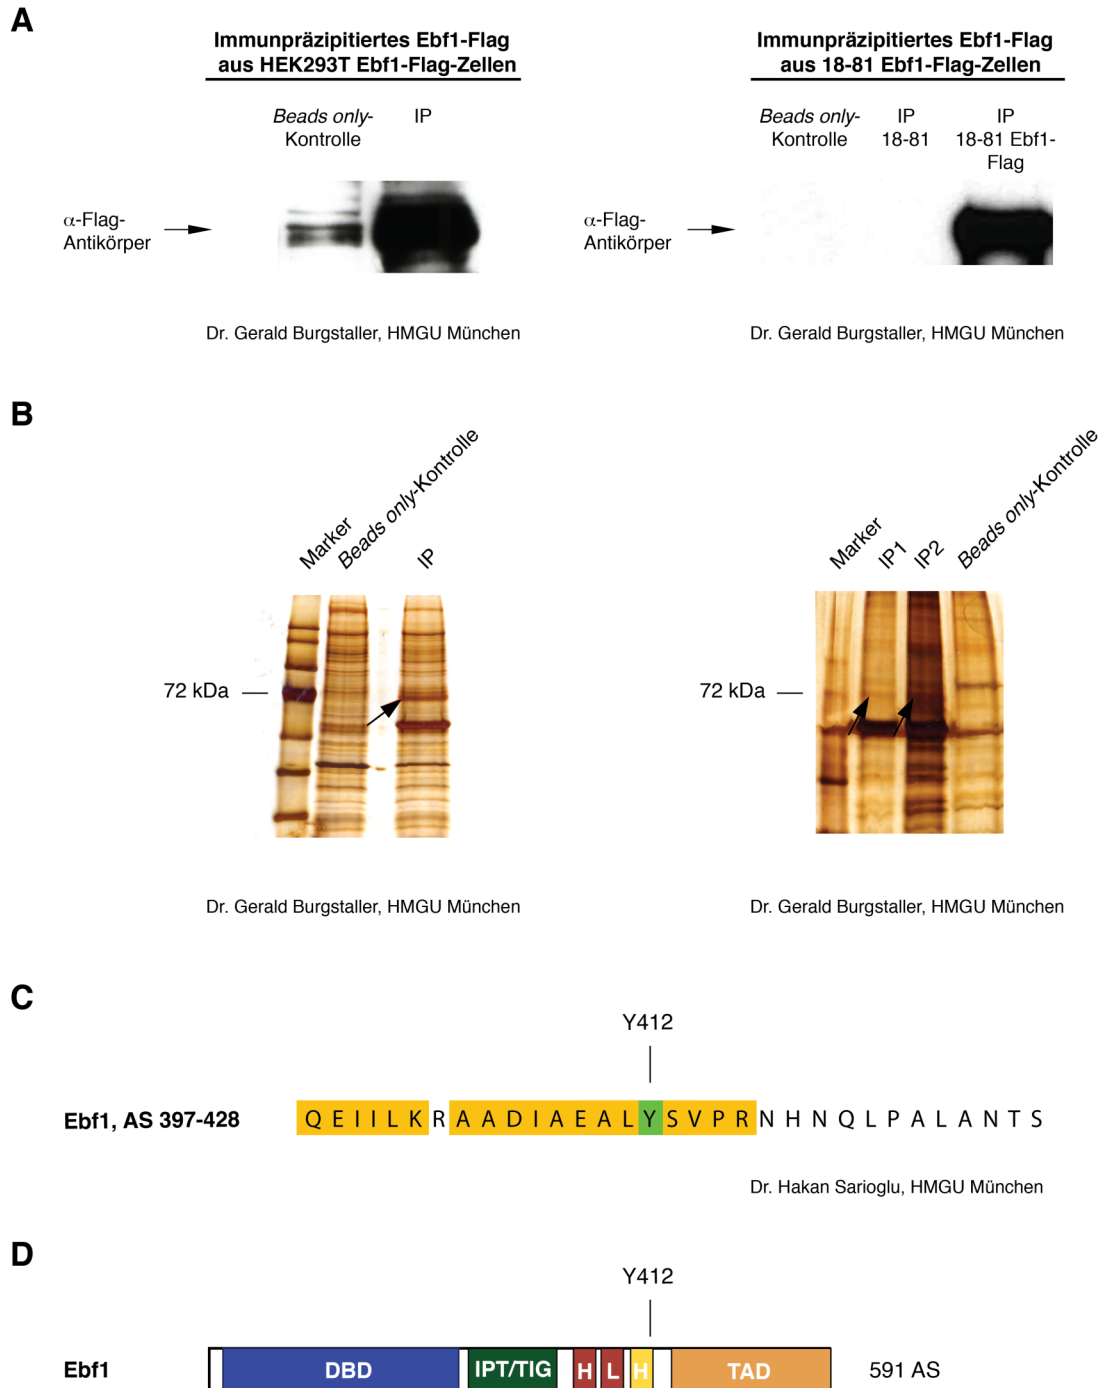 A
Immunpräzipitiertes Ebf1-Flag
aus HEK293T Ebf1-Flag-Zellen
Beads only-
Kontrolle
IP
α-Flag-
Antikörper
Dr. Gerald Burgstaller, HMGU München
Immunpräzipitiertes Ebf1-Flag
aus 18-81 Ebf1-Flag-Zellen
Beads only-
Kontrolle
IP
18-81
IP
18-81 Ebf1-
Flag
α-Flag-
Antikörper
Dr. Gerald Burgstaller, HMGU München
B
Marker
Beads only-Kontrolle
IP
72 kDa
Dr. Gerald Burgstaller, HMGU München
Marker
IP1
IP2
Beads only-Kontrolle
72 kDa
Dr. Gerald Burgstaller, HMGU München
C
Y412
Ebf1, AS 397-428
Q E I I L K R A A D I A E A L Y S V P R N H N Q L P A L A N T S
Dr. Hakan Sarioglu, HMGU München
D
Y412
Ebf1
DBD
IPT/TIG
H
L
H
TAD
591 AS